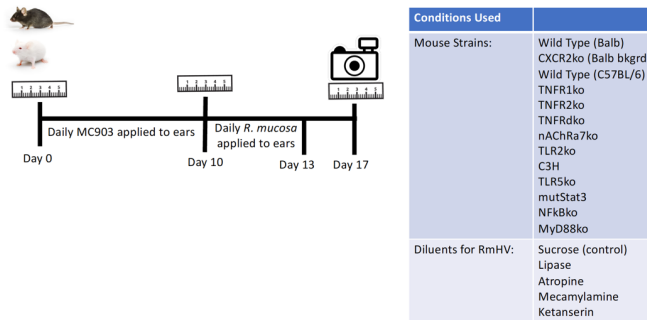 Daily MC903 applied to ears
Daily R. mucosa
applied to ears
Day 0
Day 10
Day 13
Day 17
Conditions Used
Mouse Strains:
Wild Type (Balb)
CXCR2ko (Balb bkgrd
Wild Type (C57BL/6)
TNFR1ko
TNFR2ko
TNFRdko
nAChRa7ko
TLR2ko
C3H
TLR5ko
mutStat3
NFkBko
MyD88ko
Diluents for RmHV:
Sucrose (control)
Lipase
Atropine
Mecamylamine
Ketanserin